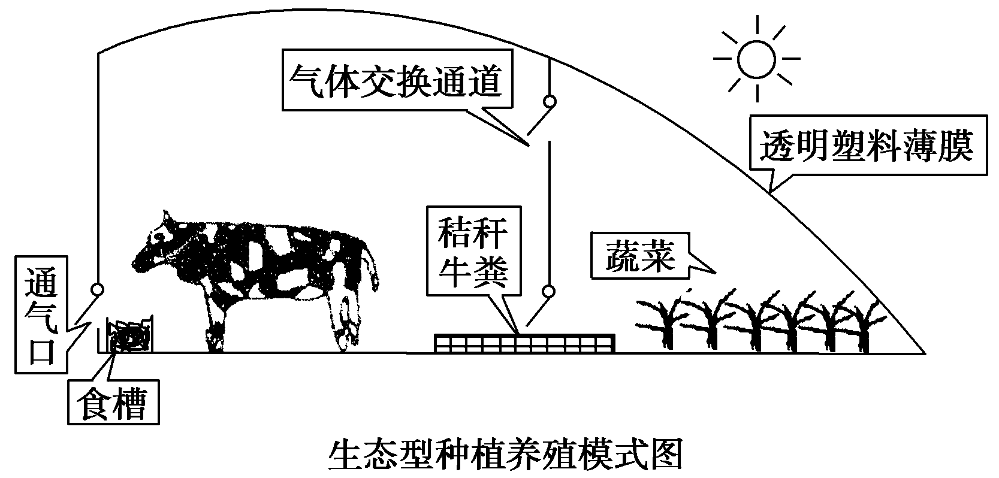 气体交换通道
透明塑料薄膜
秸秆
牛粪
蔬菜
通气口
食槽
生态型种植养殖模式图